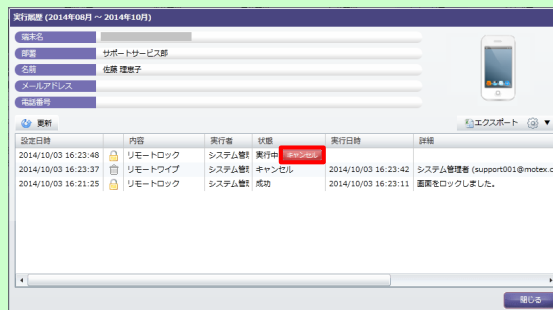 実行履歴 (2014年08月 ～ 2014年10月)
端末名
部署 サポートサービス部
名前 佐藤 理恵子
メールアドレス
電話番号
更新 エクスポート
設定日時 内容 実行者 状態 実行日時 詳細
2014/10/03 16:23:48 リモートロック システム管 実行中 キャンセル
2014/10/03 16:23:37 リモートワイプ システム管 キャンセル 2014/10/03 16:23:42 システム管理者 (support001@motex.c
2014/10/03 16:21:25 リモートロック システム管 成功 2014/10/03 16:23:11 画面をロックしました。
閉じる